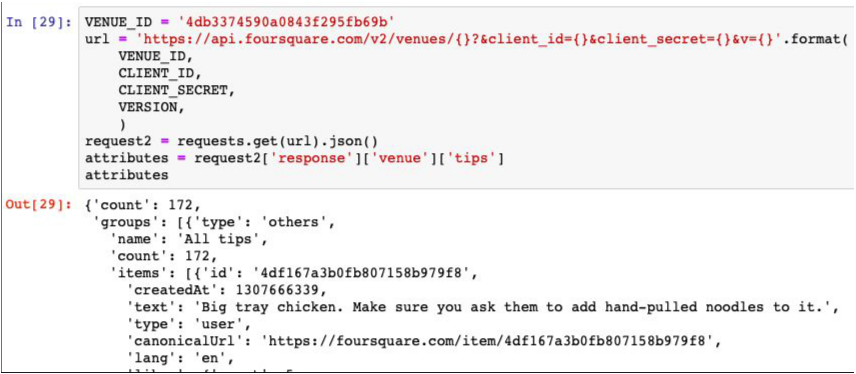 In [29]: VENUE_ID = '4db3374590a0843f295fb69b'
url = 'https://api.foursquare.com/v2/venues/{}?&client_id={}&client_secret={}&v={}'.format(
    VENUE_ID,
    CLIENT_ID,
    CLIENT_SECRET,
    VERSION,
    )
request2 = requests.get(url).json()
attributes = request2['response']['venue']['tips']
attributes
Out[29]: {'count': 172,
 'groups': [{'type': 'others',
   'name': 'All tips',
   'count': 172,
   'items': [{'id': '4df167a3b0fb807158b979f8',
     'createdAt': 1307666339,
     'text': 'Big tray chicken. Make sure you ask them to add hand-pulled noodles to it.',
     'type': 'user',
     'canonicalUrl': 'https://foursquare.com/item/4df167a3b0fb807158b979f8',
     'lang': 'en',